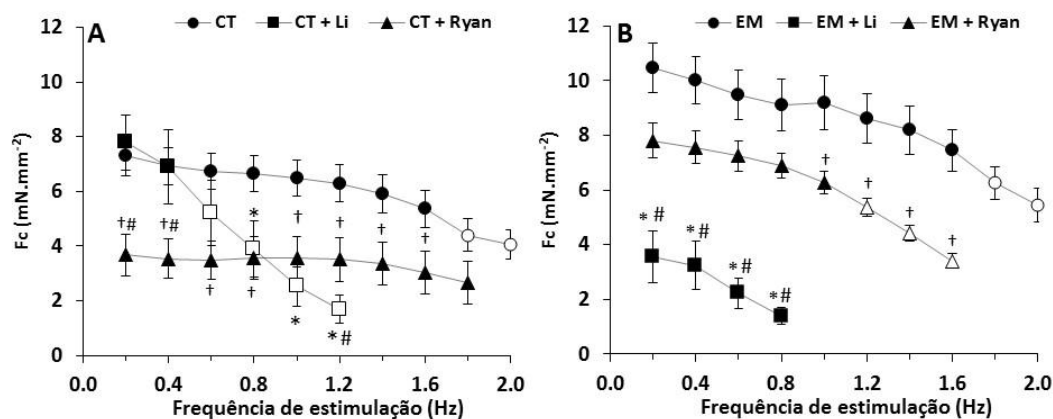 A
CT CT + Li CT + Ryan
12
10
8
6
4
2
0
Fc (mN.mm-2)
†# †# * † † † †
† † * *#
0.0 0.4 0.8 1.2 1.6 2.0
Frequência de estimulação (Hz)
B
EM EM + Li EM + Ryan
12
10
8
6
4
2
0
Fc (mN.mm-2)
† † † †
*# *# *# *#
0.0 0.4 0.8 1.2 1.6 2.0
Frequência de estimulação (Hz)